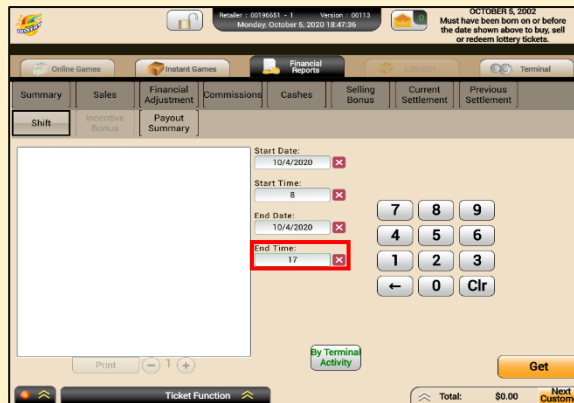 Retailer : 00196651 - 1 Version : 00113
Monday, October 5, 2020 18:47:36
0
OCTOBER 5, 2002
Must have been born on or before
the date shown above to buy, sell
or redeem lottery tickets.
Online Games
Instant Games
Financial
Reports
Terminal
Summary
Sales
Financial
Adjustment
Commissions
Cashes
Selling
Bonus
Current
Settlement
Previous
Settlement
Shift
Incentive
Bonus
Payout
Summary
Start Date:
10/4/2020
Start Time:
8
End Date:
10/4/2020
End Time:
17
7 8 9
4 5 6
1 2 3
← 0 Clr
Print − 1 +
By Terminal
Activity
Get
Ticket Function
Total: $0.00
Next
Custom